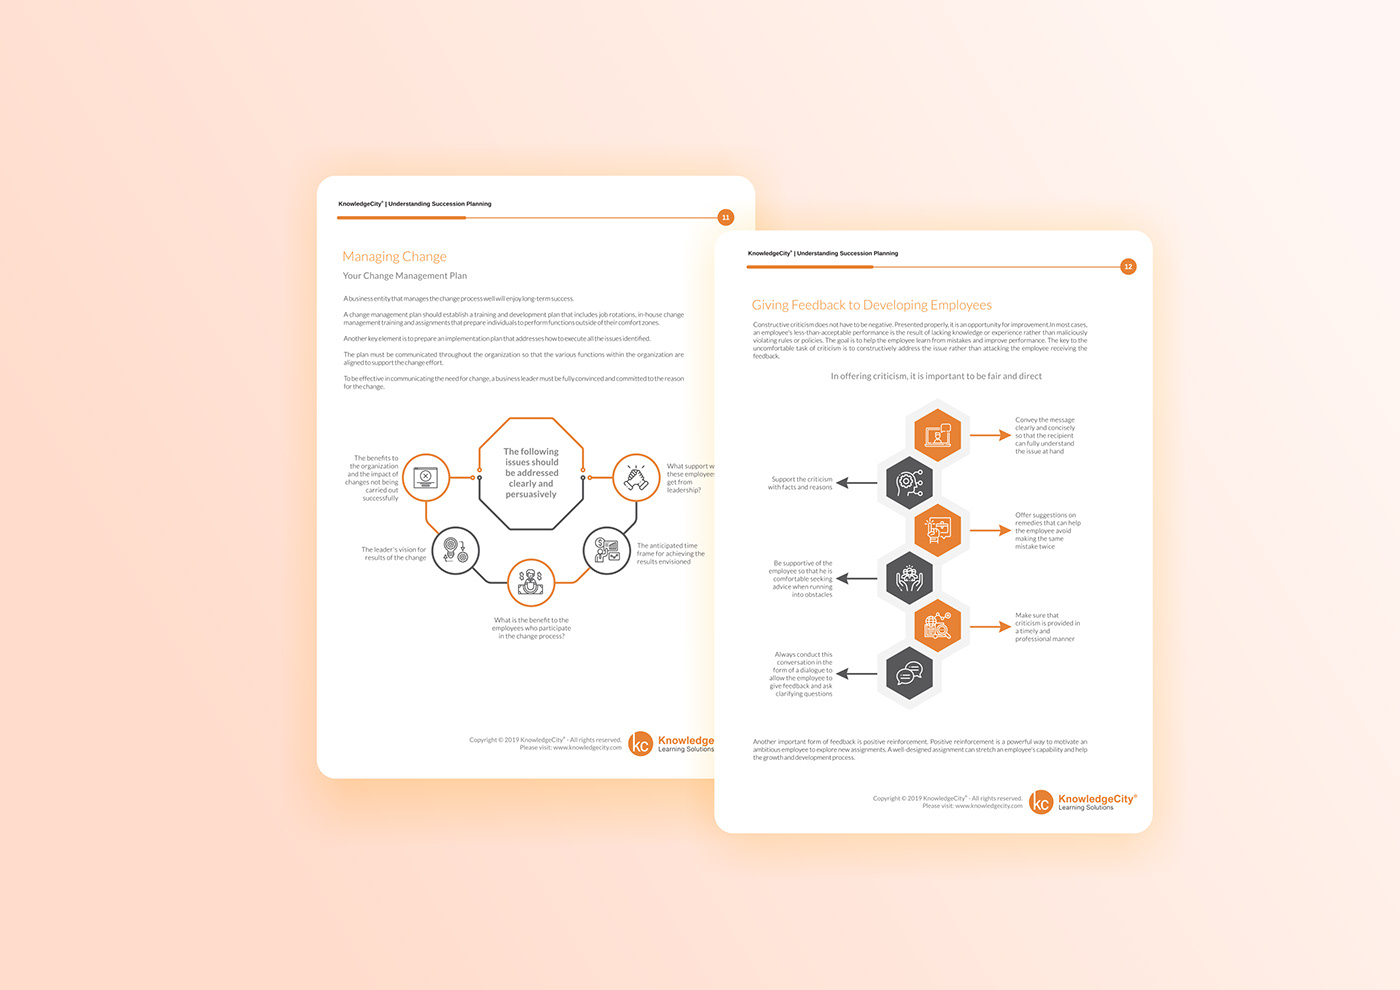 KnowledgeCity® | Understanding Succession Planning
11
Managing Change
Your Change Management Plan
A business entity that manages the change process well will enjoy long-term success.
A change management plan should establish a training and development plan that includes job rotations, in-house change
management training and assignments that prepare individuals to perform functions outside of their comfort zones.
Another key element is to prepare an implementation plan that addresses how to execute all the issues identified.
The plan must be communicated throughout the organization so that the various functions within the organization are
aligned to support the change effort.
To be effective in communicating the need for change, a business leader must be fully convinced and committed to the reason
for the change.
The following
issues should
be addressed
clearly and
persuasively
The benefits to
the organization
and the impact of
changes not being
carried out
successfully
The leader's vision for
results of the change
What is the benefit to the
employees who participate
in the change process?
The anticipated time
frame for achieving the
results envisioned
What support w
these employee
get from
leadership?
Copyright © 2019 KnowledgeCity® - All rights reserved.
Please visit: www.knowledgecity.com
kc
Knowledge
Learning Solutions
KnowledgeCity® | Understanding Succession Planning
12
Giving Feedback to Developing Employees
Constructive criticism does not have to be negative. Presented properly, it is an opportunity for improvement. In most cases,
an employee's less-than-acceptable performance is the result of lacking knowledge or experience rather than maliciously
violating rules or policies. The goal is to help the employee learn from mistakes and improve performance. The key to the
uncomfortable task of criticism is to constructively address the issue rather than attacking the employee receiving the
feedback.
In offering criticism, it is important to be fair and direct
Convey the message
clearly and concisely
so that the recipient
can fully understand
the issue at hand
Support the criticism
with facts and reasons
Offer suggestions on
remedies that can help
the employee avoid
making the same
mistake twice
Be supportive of the
employee so that he is
comfortable seeking
advice when running
into obstacles
Make sure that
criticism is provided in
a timely and
professional manner
Always conduct this
conversation in the
form of a dialogue to
allow the employee to
give feedback and ask
clarifying questions
Another important form of feedback is positive reinforcement. Positive reinforcement is a powerful way to motivate an
ambitious employee to explore new assignments. A well-designed assignment can stretch an employee's capability and help
the growth and development process.
Copyright © 2019 KnowledgeCity® - All rights reserved.
Please visit: www.knowledgecity.com
kc
KnowledgeCity®
Learning Solutions